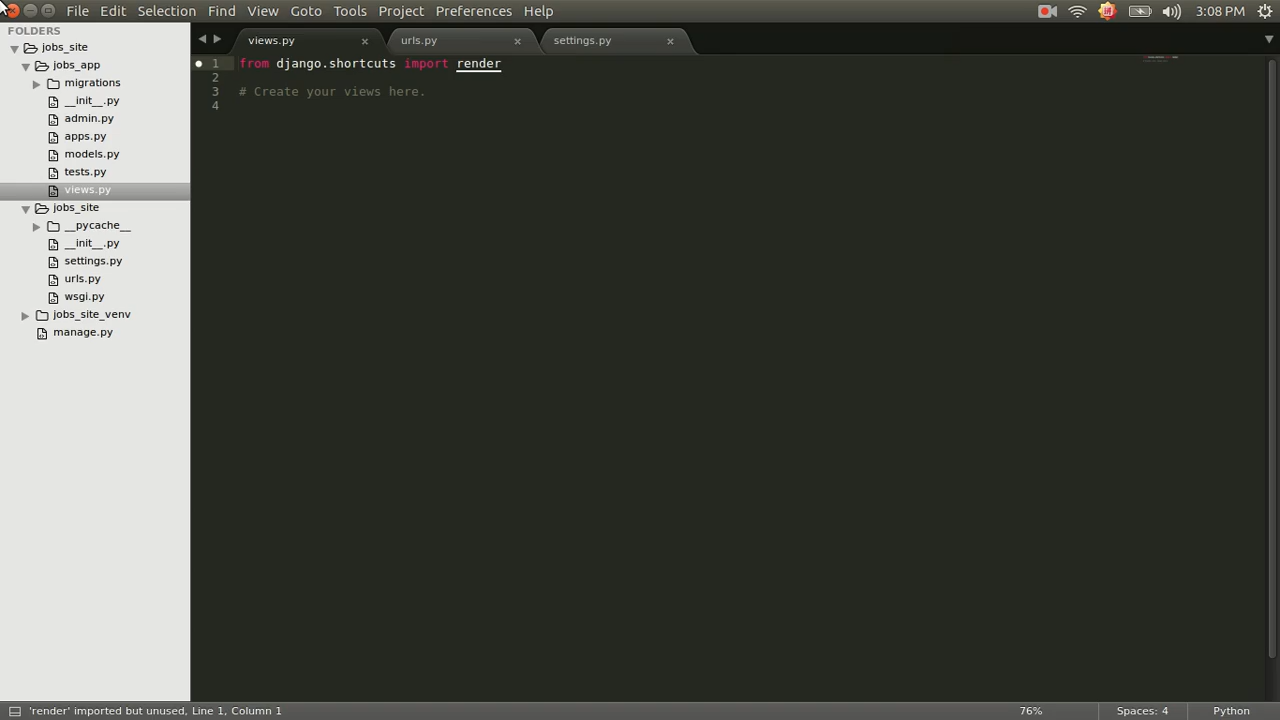 File Edit Selection Find View Goto Tools Project Preferences Help 3:08 PM
FOLDERS
jobs_site
jobs_app
migrations
__init__.py
admin.py
apps.py
models.py
tests.py
views.py
jobs_site
__pycache__
__init__.py
settings.py
urls.py
wsgi.py
jobs_site_venv
manage.py
views.py × urls.py × settings.py ×
1 from django.shortcuts import render
2
3 # Create your views here.
4
'render' imported but unused, Line 1, Column 1 76% Spaces: 4 Python